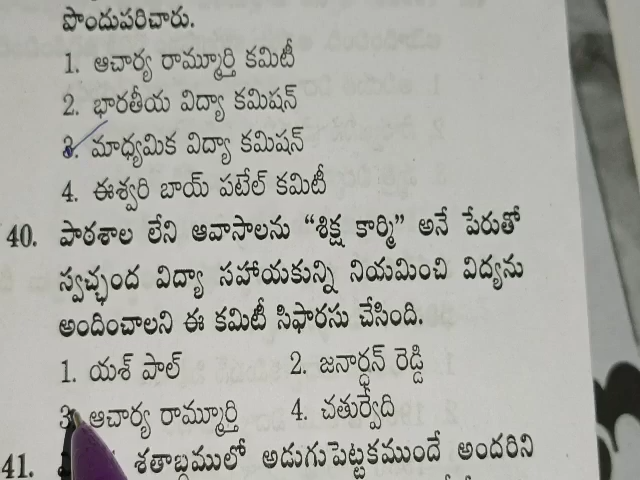 పొందుపరిచారు.
1. ఆచార్య రామ్మూర్తి కమిటీ
2. భారతీయ విద్యా కమిషన్
3. మాధ్యమిక విద్యా కమిషన్
4. ఈశ్వరి బాయ్ పటేల్ కమిటీ
40. పాఠశాల లేని ఆవాసాలను "శిక్ష కార్మి" అనే పేరుతో
స్వచ్ఛంద విద్యా సహాయకున్ని నియమించి విద్యను
అందించాలని ఈ కమిటీ సిఫారసు చేసింది.
1. యశ్ పాల్ 2. జనార్ధన్ రెడ్డి
3. ఆచార్య రామ్మూర్తి 4. చతుర్వేది
41. శతాబ్దములో అడుగుపెట్టకముందే అందరిని